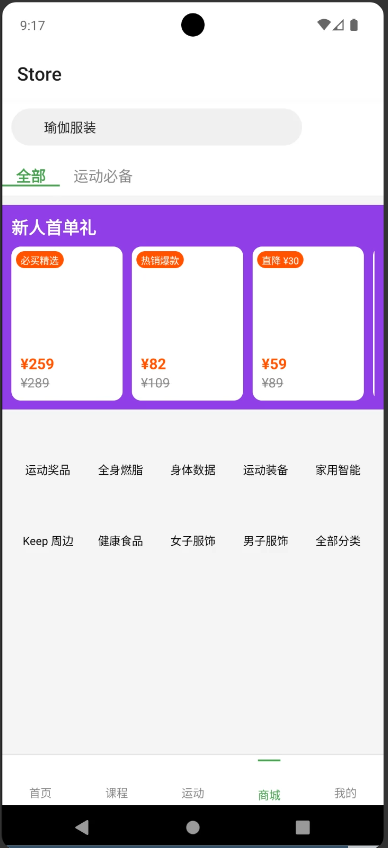 9:17
Store
瑜伽服装
全部 运动必备
新人首单礼
必买精选 热销爆款 直降 ¥30
¥259 ¥82 ¥59
¥289 ¥109 ¥89
运动奖品 全身燃脂 身体数据 运动装备 家用智能
Keep 周边 健康食品 女子服饰 男子服饰 全部分类
首页 课程 运动 商城 我的